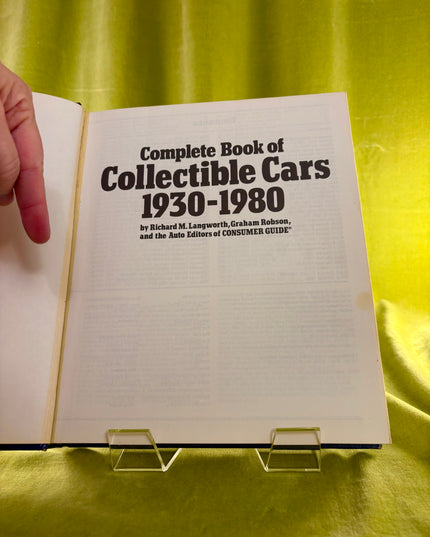 Complete Book of
Collectible Cars
1930-1980
by Richard M. Langworth, Graham Robson,
and the Auto Editors of CONSUMER GUIDE®